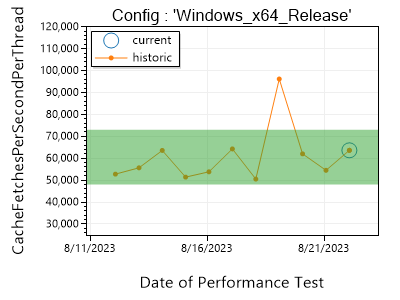 Config : 'Windows_x64_Release'
CacheFetchesPerSecondPerThread
120,000
110,000
100,000
90,000
80,000
70,000
60,000
50,000
40,000
30,000
current
historic
8/11/2023 8/16/2023 8/21/2023
Date of Performance Test